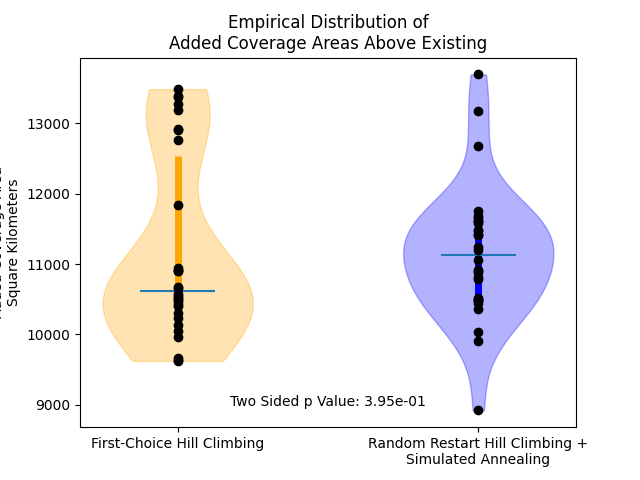 Empirical Distribution of
Added Coverage Areas Above Existing
Square Kilometers
13000
12000
11000
10000
9000
Two Sided p Value: 3.95e-01
First-Choice Hill Climbing
Random Restart Hill Climbing +
Simulated Annealing